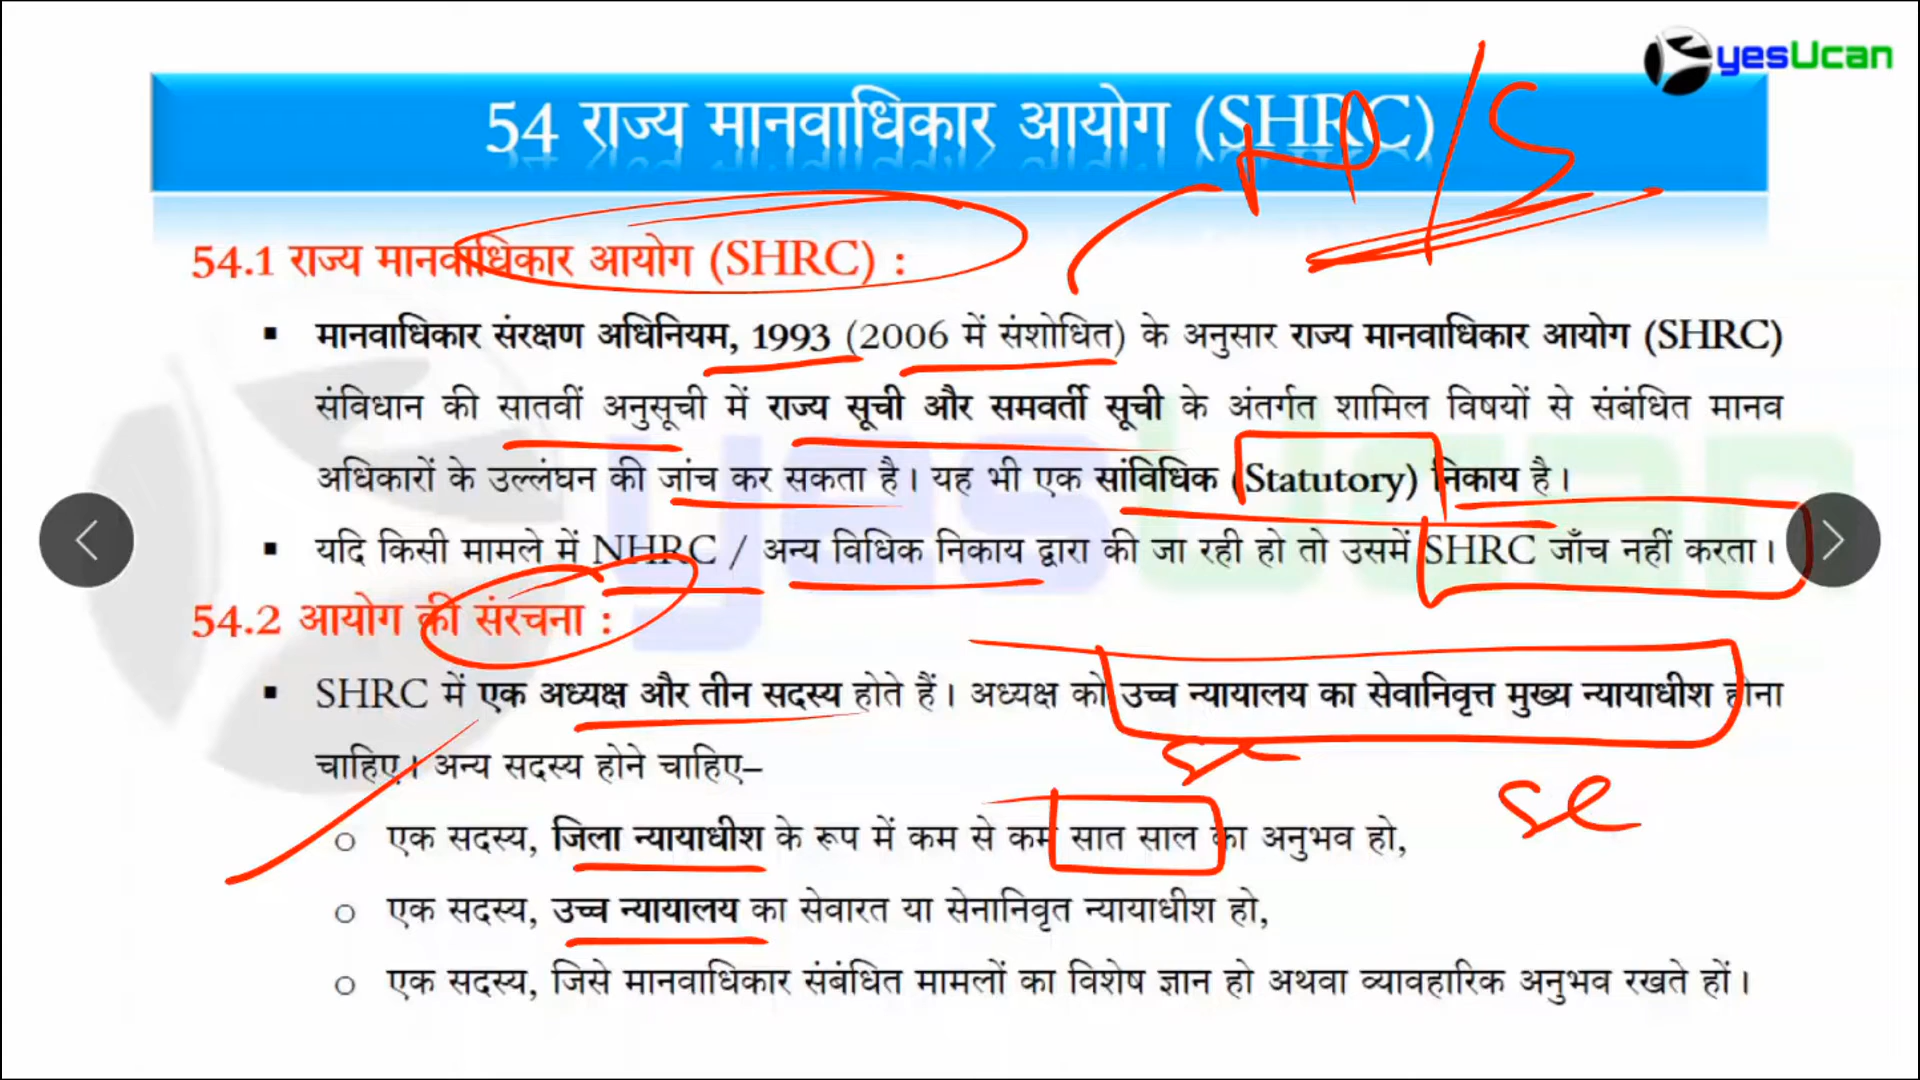 yesUcan
54 राज्य मानवाधिकार आयोग (SHRC)
54.1 राज्य मानवाधिकार आयोग (SHRC) :
▪ मानवाधिकार संरक्षण अधिनियम, 1993 (2006 में संशोधित) के अनुसार राज्य मानवाधिकार आयोग (SHRC)
संविधान की सातवीं अनुसूची में राज्य सूची और समवर्ती सूची के अंतर्गत शामिल विषयों से संबंधित मानव
अधिकारों के उल्लंघन की जांच कर सकता है। यह भी एक सांविधिक (Statutory) निकाय है।
▪ यदि किसी मामले में NHRC / अन्य विधिक निकाय द्वारा की जा रही हो तो उसमें SHRC जाँच नहीं करता।
54.2 आयोग की संरचना :
▪ SHRC में एक अध्यक्ष और तीन सदस्य होते हैं। अध्यक्ष को उच्च न्यायालय का सेवानिवृत्त मुख्य न्यायाधीश होना
चाहिए। अन्य सदस्य होने चाहिए–
o एक सदस्य, जिला न्यायाधीश के रूप में कम से कम सात साल का अनुभव हो,
o एक सदस्य, उच्च न्यायालय का सेवारत या सेनानिवृत न्यायाधीश हो,
o एक सदस्य, जिसे मानवाधिकार संबंधित मामलों का विशेष ज्ञान हो अथवा व्यावहारिक अनुभव रखते हों।